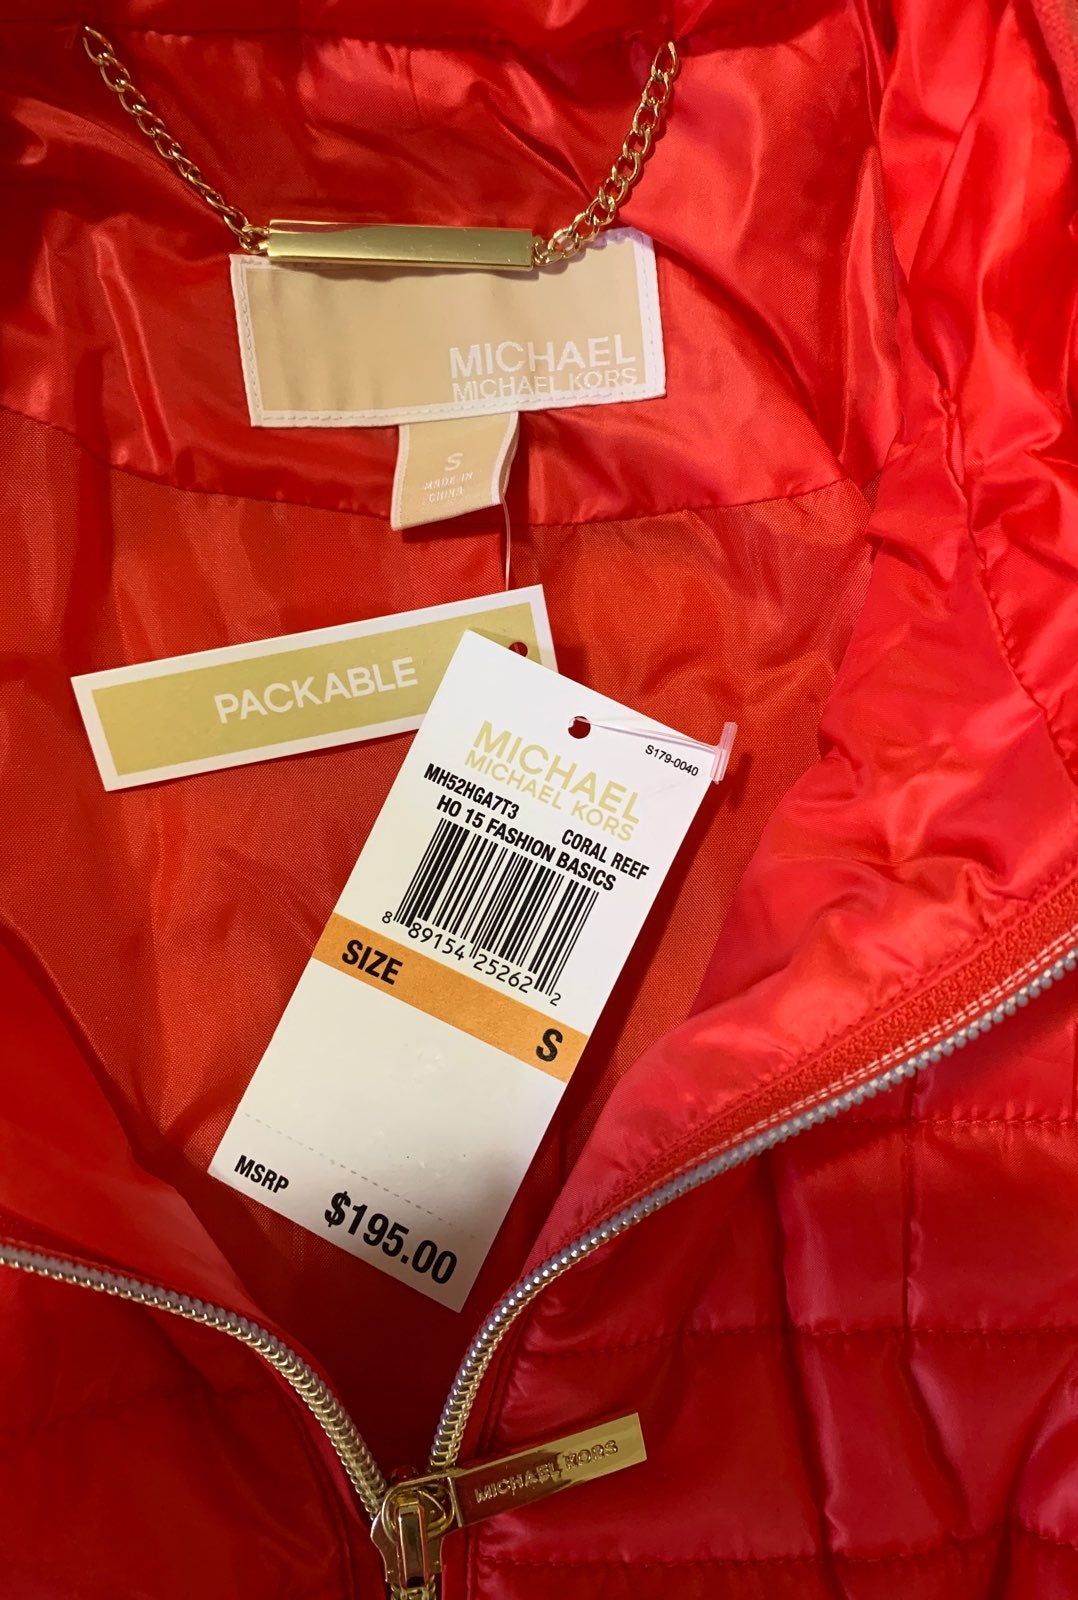 MICHAEL
MICHAEL KORS
S
MADE IN
CHINA
PACKABLE
S179-0040
MICHAEL
MICHAEL KORS
MH52HGA7T3 CORAL REEF
HO 15 FASHION BASICS
8 89154 25262 2
SIZE S
MSRP $195.00
MICHAEL KORS